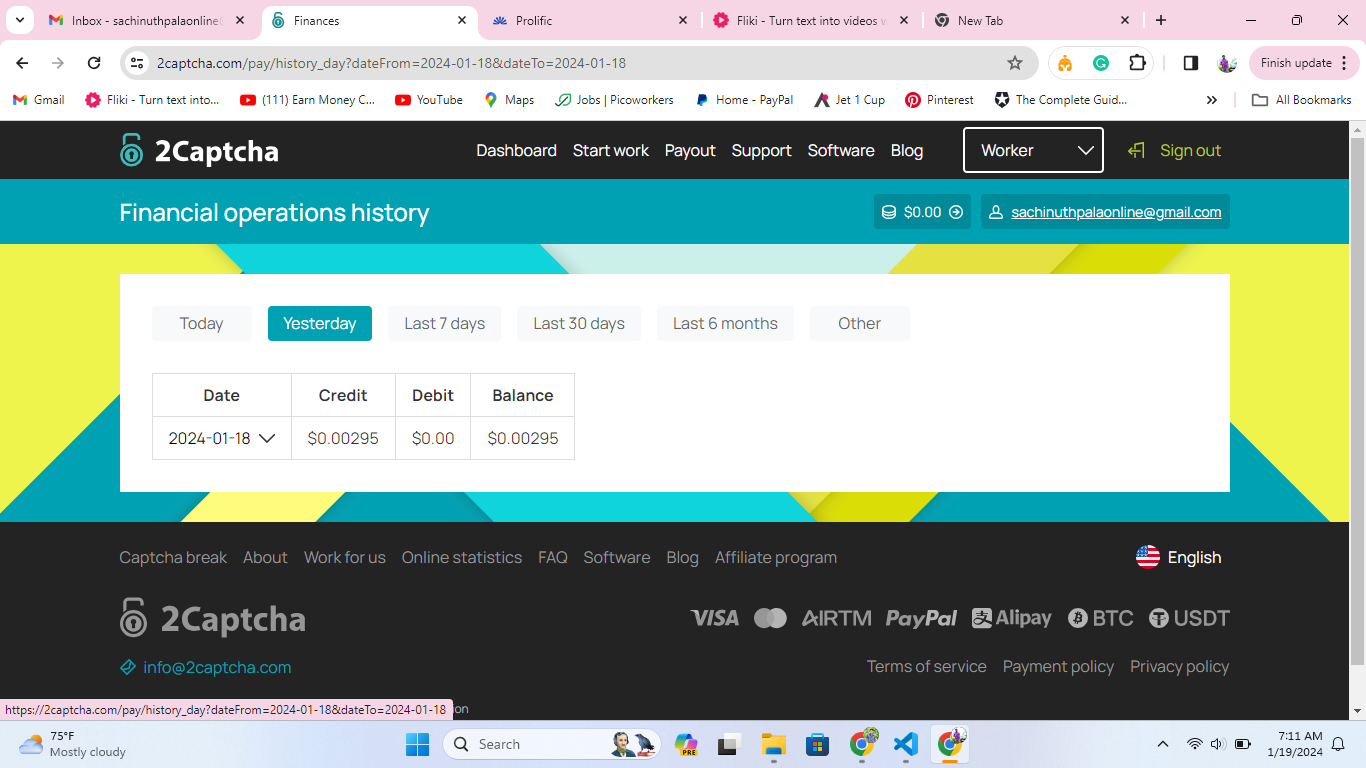 Inbox - sachinuthpalaonline
Finances
Prolific
Fliki - Turn text into videos w
New Tab
2captcha.com/pay/history_day?dateFrom=2024-01-18&dateTo=2024-01-18
Finish update
Gmail
Fliki - Turn text into...
(111) Earn Money C...
YouTube
Maps
Jobs | Picoworkers
Home - PayPal
Jet 1 Cup
Pinterest
The Complete Guid...
All Bookmarks
2Captcha
Dashboard
Start work
Payout
Support
Software
Blog
Worker
Sign out
Financial operations history
$0.00
sachinuthpalaonline@gmail.com
Today
Yesterday
Last 7 days
Last 30 days
Last 6 months
Other
Date Credit Debit Balance
2024-01-18 $0.00295 $0.00 $0.00295
Captcha break
About
Work for us
Online statistics
FAQ
Software
Blog
Affiliate program
English
2Captcha
VISA
AIRTM
PayPal
支 Alipay
BTC
USDT
info@2captcha.com
Terms of service
Payment policy
Privacy policy
https://2captcha.com/pay/history_day?dateFrom=2024-01-18&dateTo=2024-01-18
75°F
Mostly cloudy
Search
PRE
7:11 AM
1/19/2024